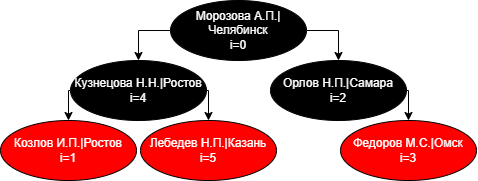 Морозова А.П.|
Челябинск
i=0
Кузнецова Н.Н.|Ростов
i=4
Орлов Н.П.|Самара
i=2
Козлов И.П.|Ростов
i=1
Лебедев Н.П.|Казань
i=5
Федоров М.С.|Омск
i=3